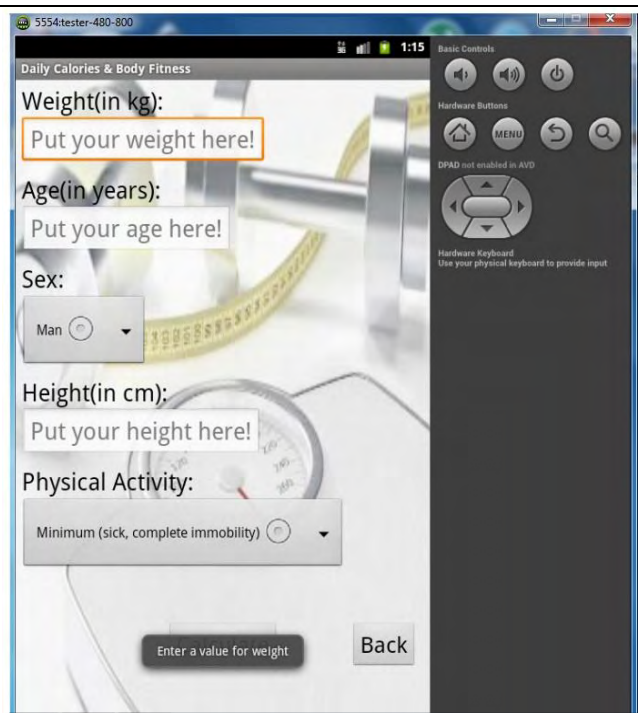 5554:tester-480-800
1:15
Basic Controls
Daily Calories & Body Fitness
Weight(in kg):
Put your weight here!
Age(in years):
Put your age here!
Sex:
Man
Height(in cm):
Put your height here!
Physical Activity:
Minimum (sick, complete immobility)
Enter a value for weight
Back
Hardware Buttons
MENU
DPAD not enabled in AVD
Hardware Keyboard
Use your physical keyboard to provide input